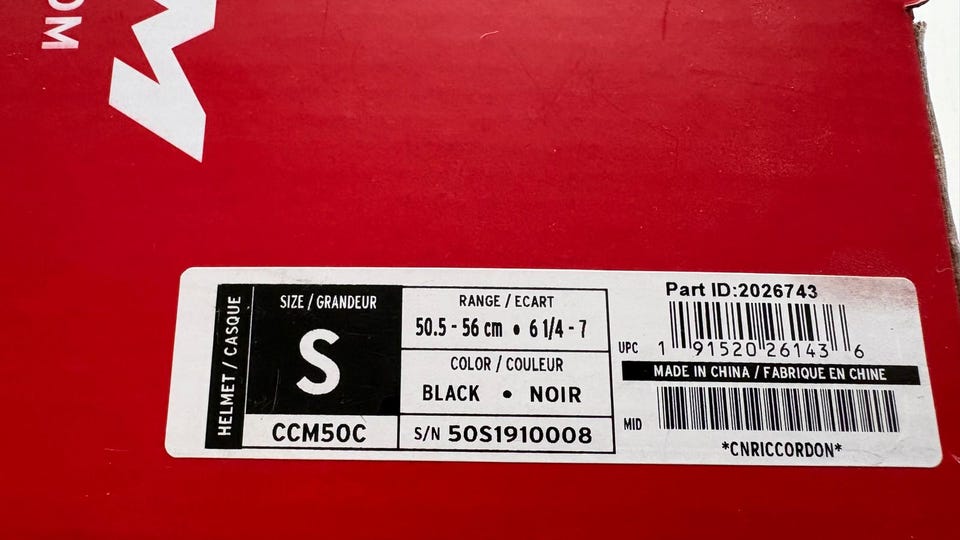 OM
M
HELMET / CASQUE
SIZE / GRANDEUR
S
CCM50C
RANGE / ECART
50.5 - 56 cm • 6 1/4 - 7
COLOR / COULEUR
BLACK • NOIR
S/N 50S1910008
Part ID:2026743
UPC 1 91520 26143 6
MADE IN CHINA / FABRIQUE EN CHINE
MID
*CNRICCORDON*